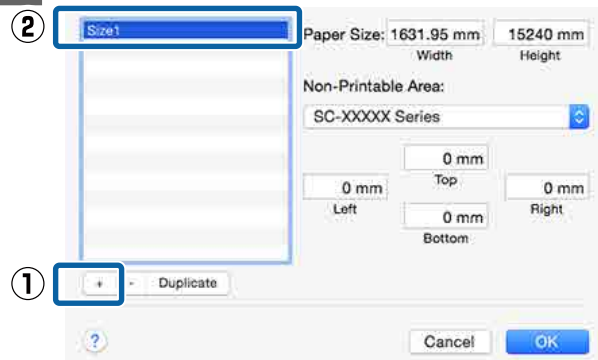 ②
Size1
Paper Size: 1631.95 mm 15240 mm
Width Height
Non-Printable Area:
SC-XXXXX Series
0 mm
Top
0 mm 0 mm
Left Right
0 mm
Bottom
①
+ - Duplicate
? Cancel OK